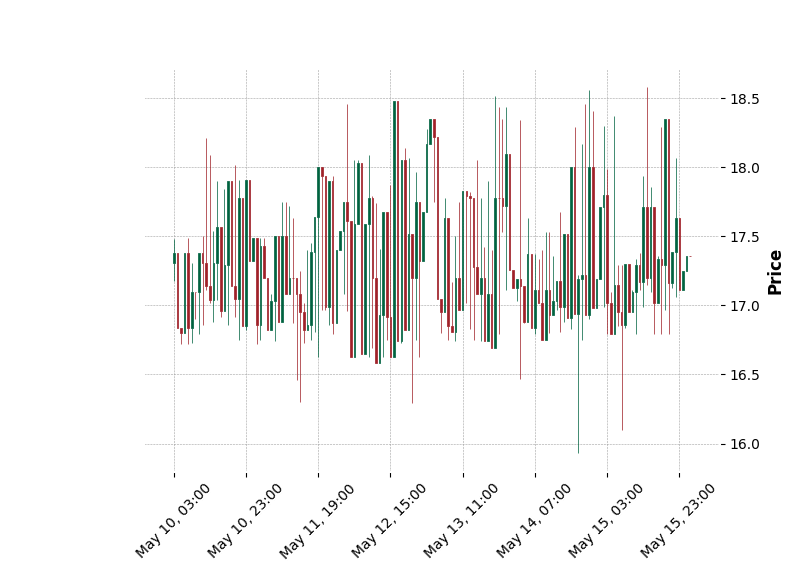 18.5
18.0
17.5
17.0
16.5
16.0
Price
May 10, 03:00
May 10, 23:00
May 11, 19:00
May 12, 15:00
May 13, 11:00
May 14, 07:00
May 15, 03:00
May 15, 23:00